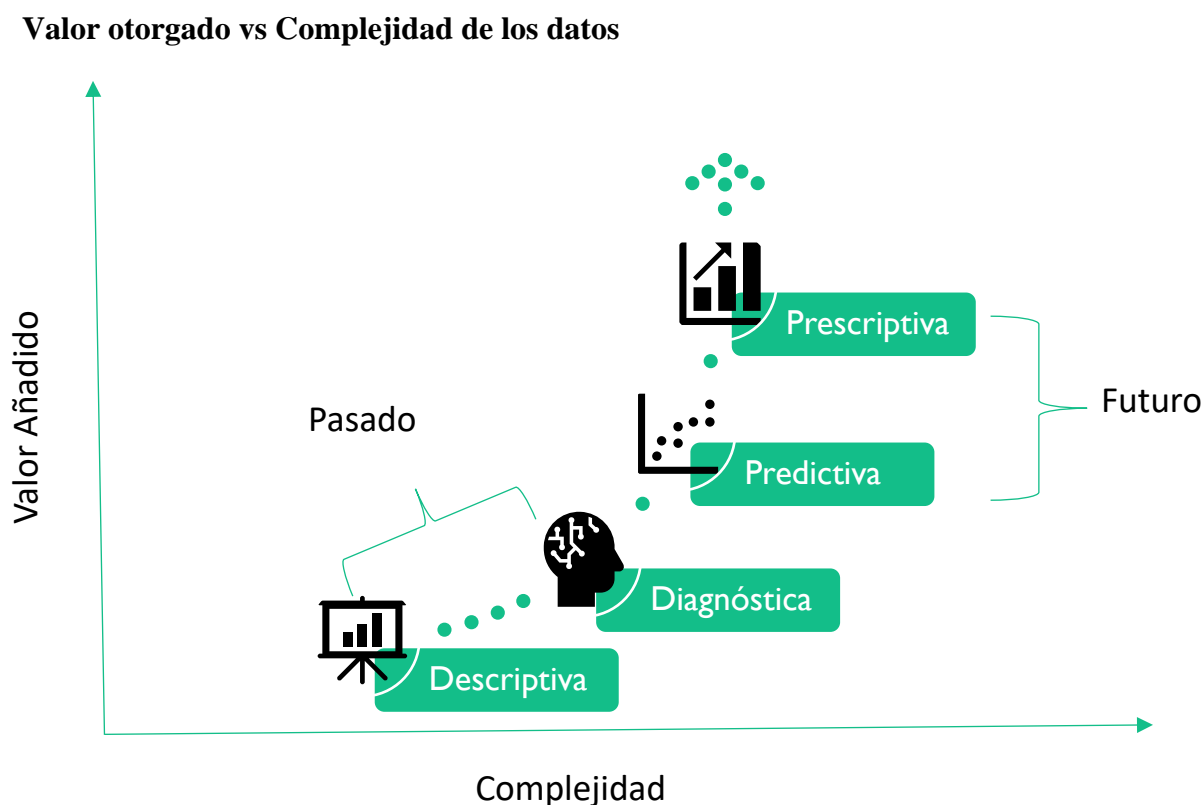 Valor otorgado vs Complejidad de los datos
Valor Añadido
Prescriptiva
Futuro
Pasado
Predictiva
Diagnóstica
Descriptiva
Complejidad